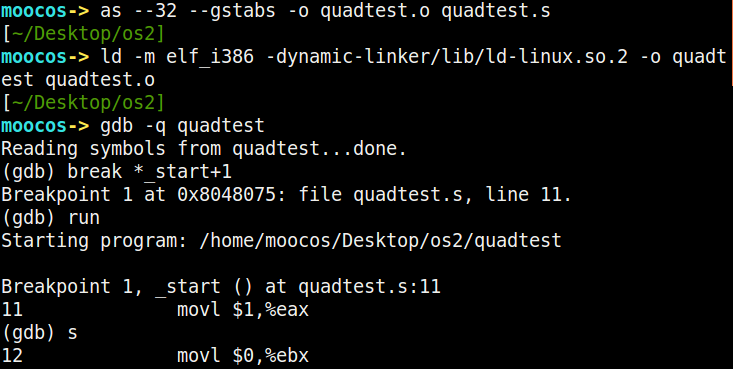 moocos-> as --32 --gstabs -o quadtest.o quadtest.s
[~/Desktop/os2]
moocos-> ld -m elf_i386 -dynamic-linker/lib/ld-linux.so.2 -o quadt
est quadtest.o
[~/Desktop/os2]
moocos-> gdb -q quadtest
Reading symbols from quadtest...done.
(gdb) break *_start+1
Breakpoint 1 at 0x8048075: file quadtest.s, line 11.
(gdb) run
Starting program: /home/moocos/Desktop/os2/quadtest

Breakpoint 1, _start () at quadtest.s:11
11              movl $1,%eax
(gdb) s
12              movl $0,%ebx